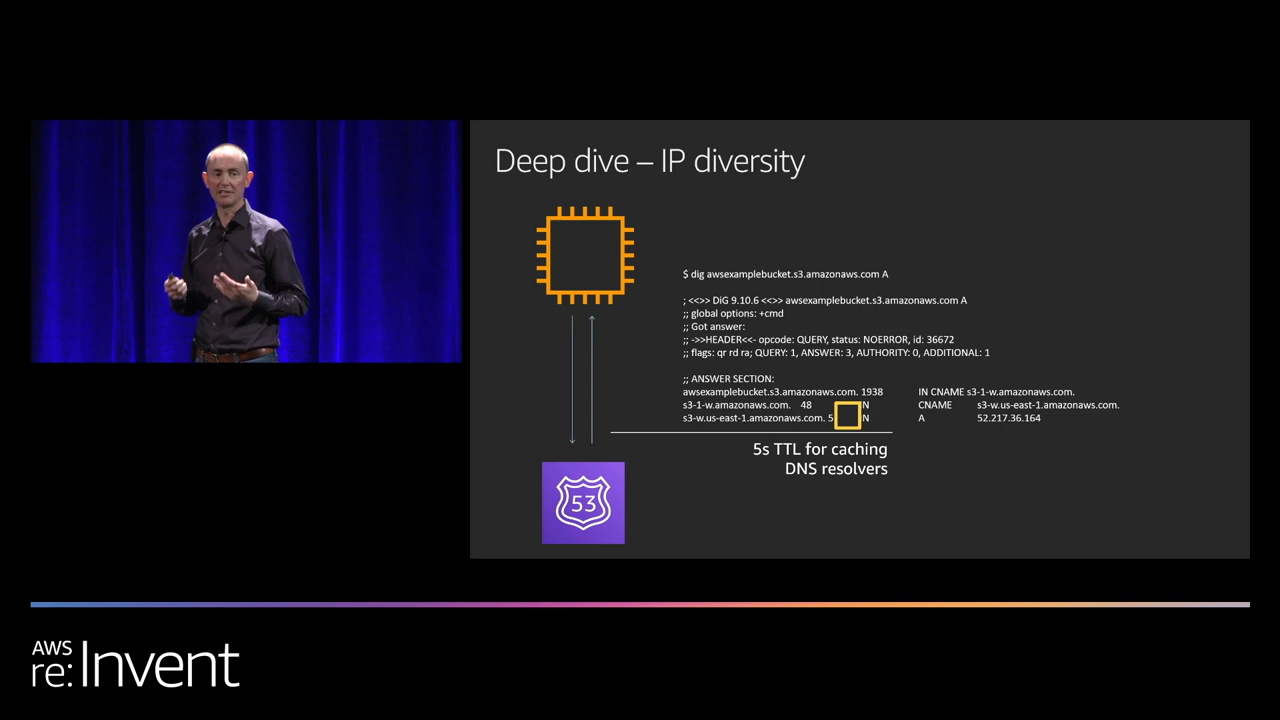 Deep dive – IP diversity
$ dig awsexamplebucket.s3.amazonaws.com A
; <<>> DiG 9.10.6 <<>> awsexamplebucket.s3.amazonaws.com A
;; global options: +cmd
;; Got answer:
;; ->>HEADER<<- opcode: QUERY, status: NOERROR, id: 36672
;; flags: qr rd ra; QUERY: 1, ANSWER: 3, AUTHORITY: 0, ADDITIONAL: 1
;; ANSWER SECTION:
awsexamplebucket.s3.amazonaws.com. 1938 IN CNAME s3-1-w.amazonaws.com.
s3-1-w.amazonaws.com. 48 N CNAME s3-w.us-east-1.amazonaws.com.
s3-w.us-east-1.amazonaws.com. 5 N A 52.217.36.164
5s TTL for caching
DNS resolvers
53
AWS
re:Invent